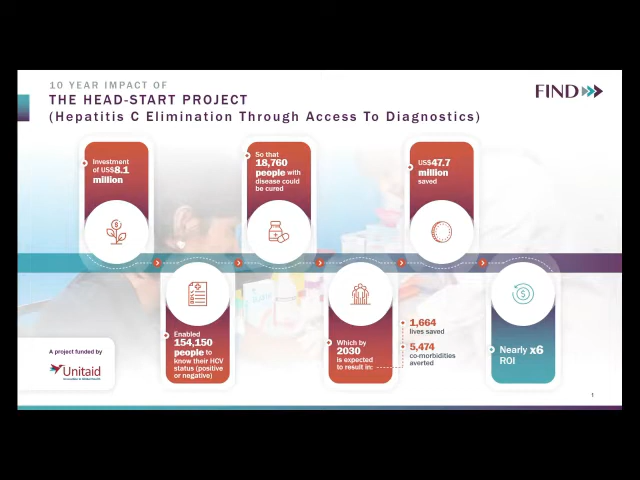 10 YEAR IMPACT OF
THE HEAD-START PROJECT
(Hepatitis C Elimination Through Access To Diagnostics)
FIND
Investment
of US$8.1
million
Enabled
154,150
people to
know their HCV
status (positive
or negative)
So that
18,760
people with
disease could
be cured
Which by
2030
is expected
to result in:
1,664
lives saved
5,474
co-morbidities
averted
US$47.7
million
saved
Nearly x6
ROI
A project funded by
Unitaid
1